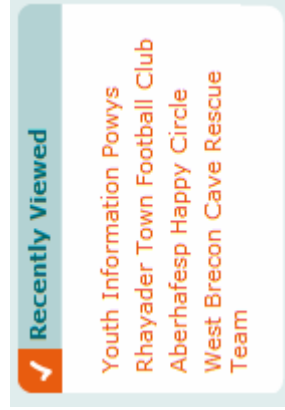 Recently Viewed
Youth Information Powys
Rhayader Town Football Club
Aberhafesp Happy Circle
West Brecon Cave Rescue
Team